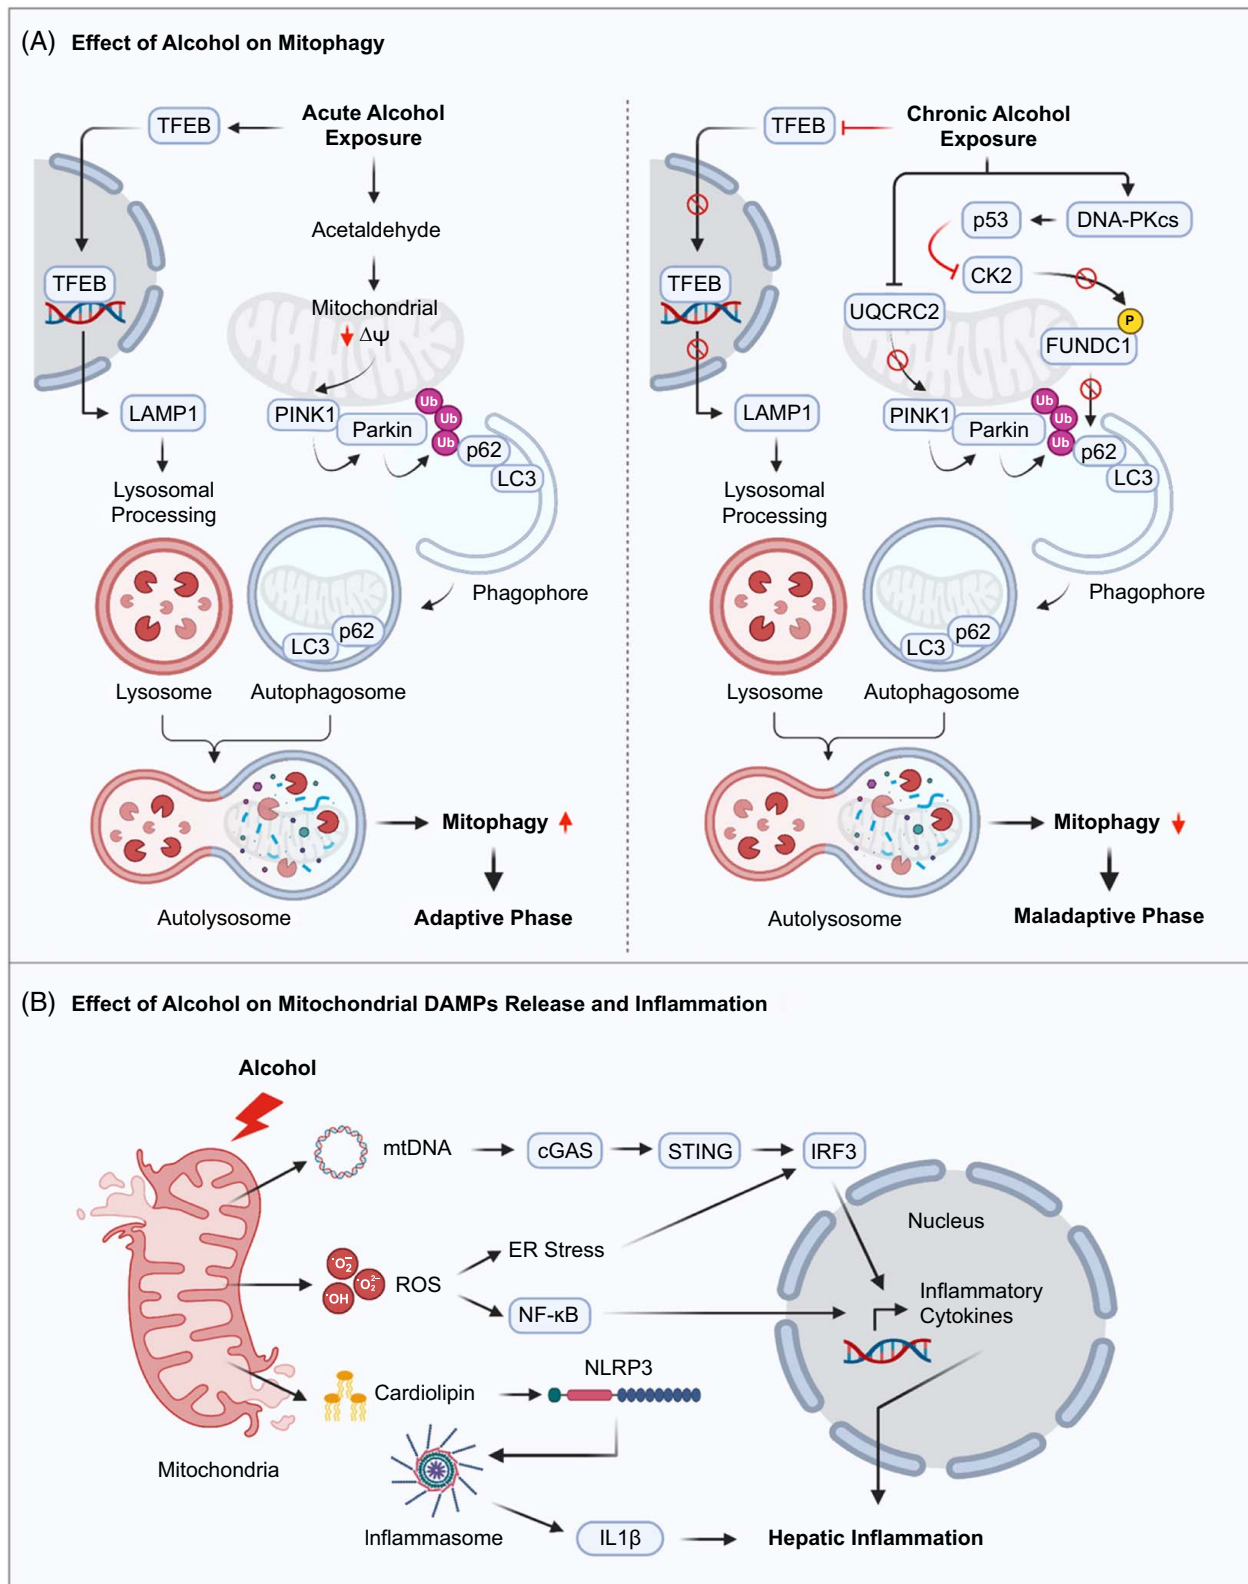 (A) Effect of Alcohol on Mitophagy
TFEB
Acute Alcohol
Exposure
Acetaldehyde
TFEB
Mitochondrial
ΔΨ
LAMP1
PINK1
Parkin
Ub
Ub
Ub
p62
LC3
Lysosomal
Processing
Phagophore
LC3
p62
Lysosome
Autophagosome
Mitophagy
Autolysosome
Adaptive Phase
TFEB
Chronic Alcohol
Exposure
p53
DNA-PKcs
CK2
TFEB
UQCRC2
P
FUNDC1
LAMP1
PINK1
Parkin
Ub
Ub
Ub
p62
LC3
Lysosomal
Processing
Phagophore
LC3
p62
Lysosome
Autophagosome
Mitophagy
Autolysosome
Maladaptive Phase
(B) Effect of Alcohol on Mitochondrial DAMPs Release and Inflammation
Alcohol
mtDNA
cGAS
STING
IRF3
Nucleus
ER Stress
·O₂⁻
·O₂²⁻
·OH
ROS
NF-κB
Inflammatory
Cytokines
NLRP3
Cardiolipin
Mitochondria
Inflammasome
IL1β
Hepatic Inflammation